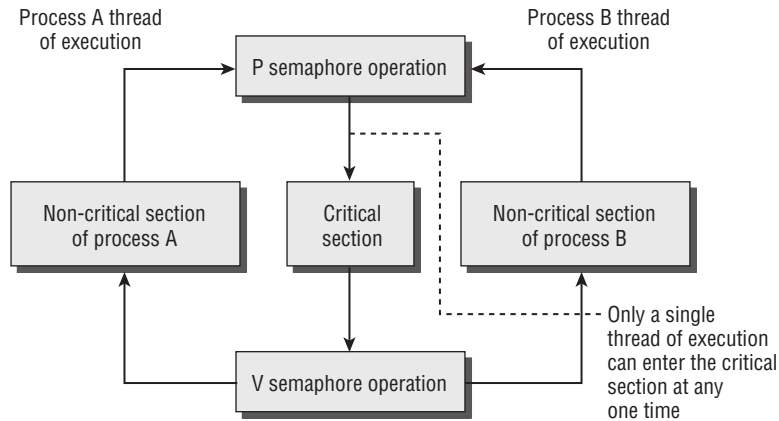 Process A thread
of execution
Process B thread
of execution
P semaphore operation
Non-critical section
of process A
Critical
section
Non-critical section
of process B
V semaphore operation
Only a single
thread of execution
can enter the critical
section at any
one time